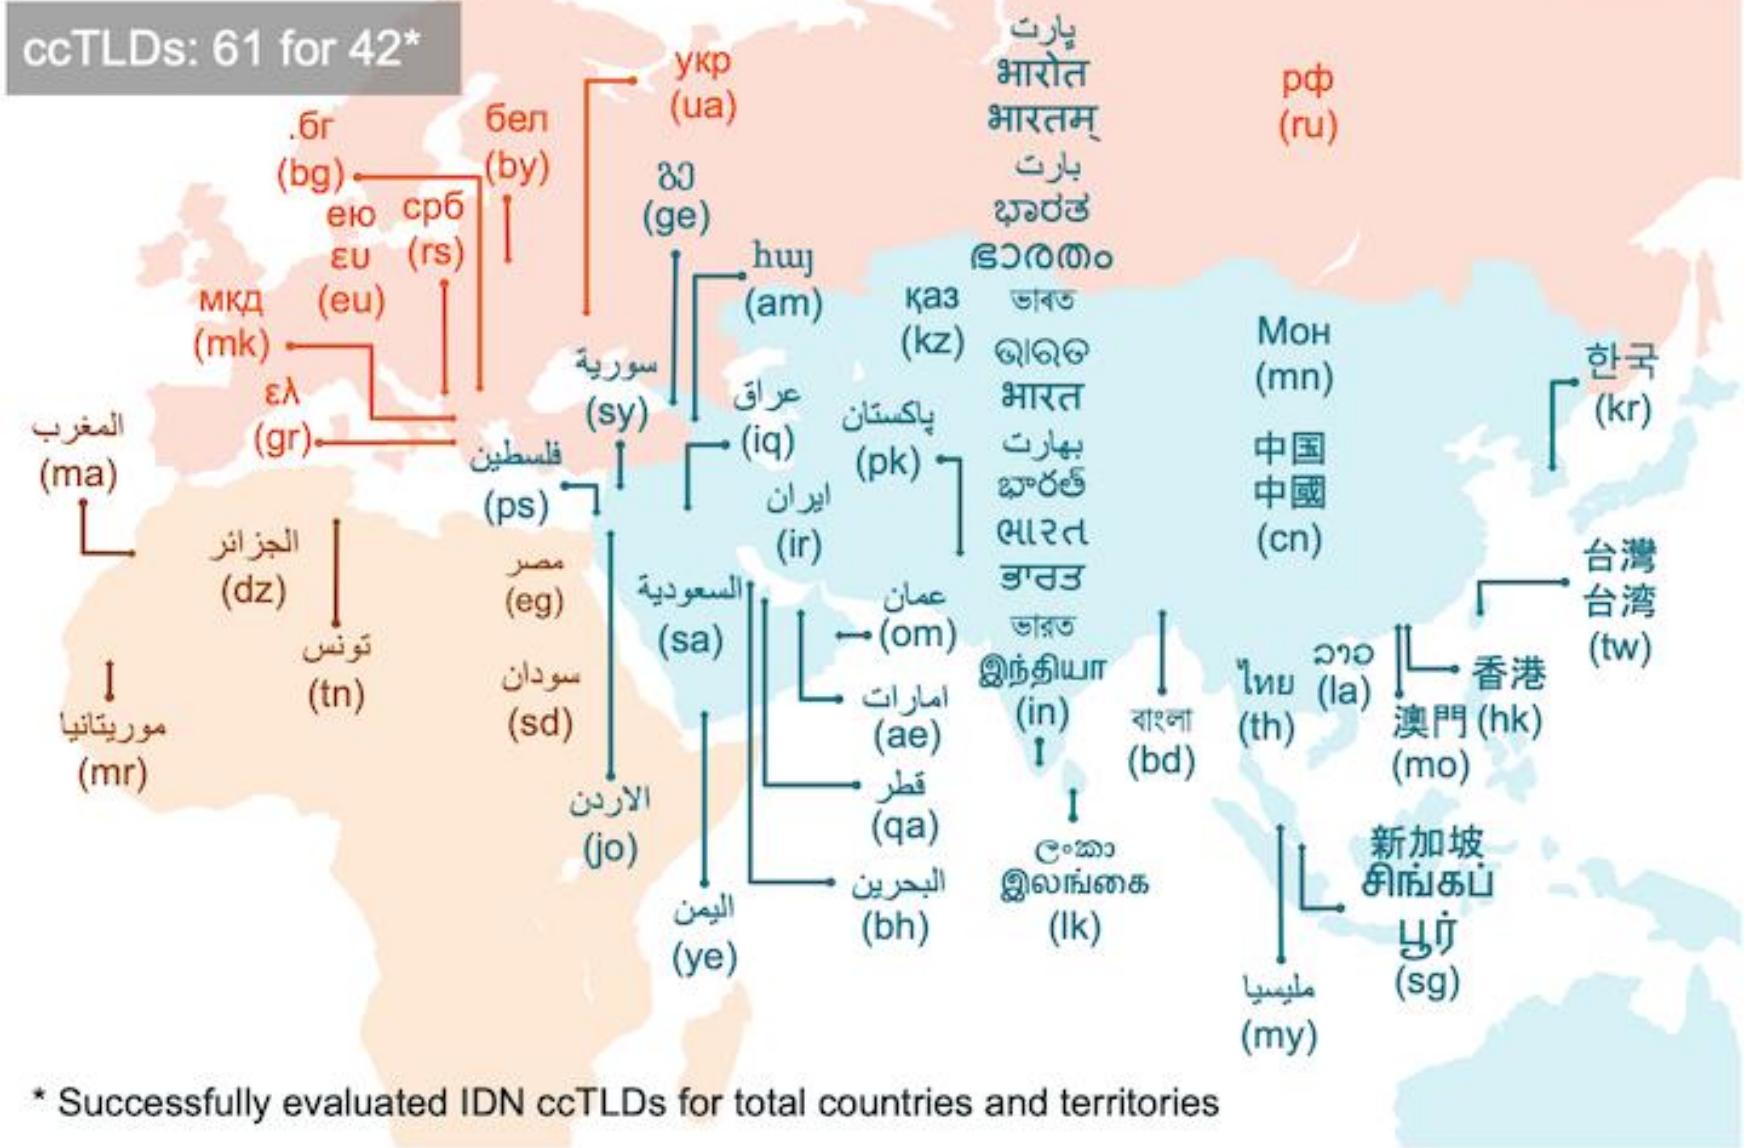 ccTLDs: 61 for 42*
укр
(ua)
.бг
(bg)
бел
(by)
ею
ευ
(eu)
срб
(rs)
мкд
(mk)
ελ
(gr)
рф
(ru)
გე
(ge)
հայ
(am)
қаз
(kz)
ڀارت
भारोत
भारतम्
بارت
ಭಾರತ
ഭാരതം
ভাৰত
ଭାରତ
भारत
بھارت
భారత్
ભારત
ਭਾਰਤ
ভারত
இந்தியா
(in)
Мон
(mn)
中国
中國
(cn)
한국
(kr)
台灣
台湾
(tw)
香港
(hk)
澳門
(mo)
ລາວ
(la)
ไทย
(th)
বাংলা
(bd)
ලංකා
இலங்கை
(lk)
新加坡
சிங்கப்
பூர்
(sg)
مليسيا
(my)
پاکستان
(pk)
سورية
(sy)
عراق
(iq)
فلسطين
(ps)
ایران
(ir)
السعودية
(sa)
عمان
(om)
امارات
(ae)
قطر
(qa)
البحرين
(bh)
اليمن
(ye)
الاردن
(jo)
المغرب
(ma)
الجزائر
(dz)
تونس
(tn)
مصر
(eg)
سودان
(sd)
موريتانيا
(mr)
* Successfully evaluated IDN ccTLDs for total countries and territories